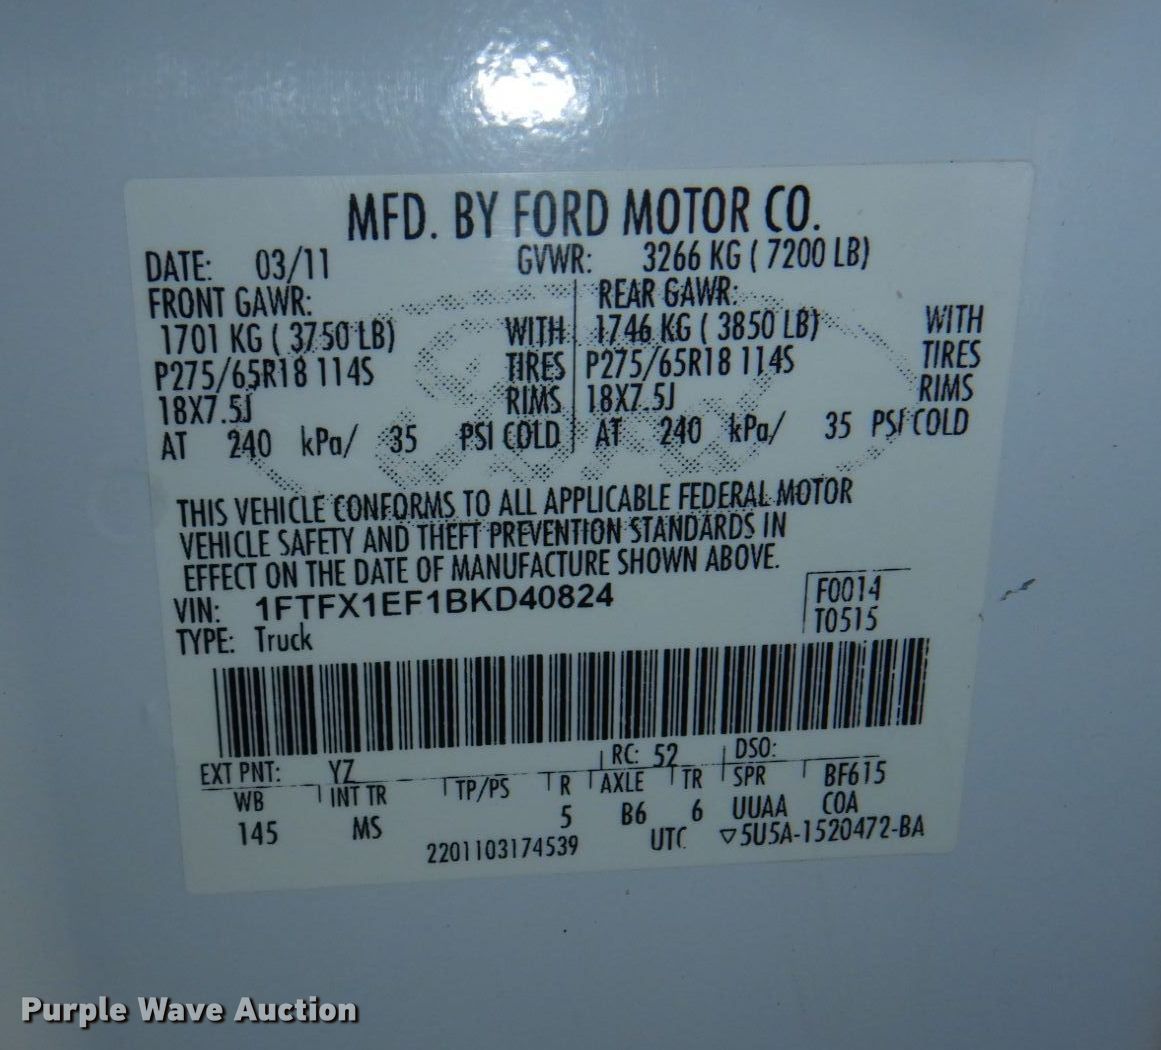 MFD. BY FORD MOTOR CO.
DATE: 03/11 GVWR: 3266 KG ( 7200 LB)
FRONT GAWR: REAR GAWR:
1701 KG ( 3750 LB) WITH 1746 KG ( 3850 LB) WITH
P275/65R18 114S TIRES P275/65R18 114S TIRES
18X7.5J RIMS 18X7.5J RIMS
AT 240 kPa/ 35 PSI COLD AT 240 kPa/ 35 PSI COLD
THIS VEHICLE CONFORMS TO ALL APPLICABLE FEDERAL MOTOR
VEHICLE SAFETY AND THEFT PREVENTION STANDARDS IN
EFFECT ON THE DATE OF MANUFACTURE SHOWN ABOVE.
VIN: 1FTFX1EF1BKD40824 F0014
TYPE: Truck T0515
EXT PNT: YZ RC: 52 DSO:
WB INT TR TP/PS R AXLE TR SPR BF615
145 MS 5 B6 6 UUAA COA
2201103174539 UTC ▽5U5A-1520472-BA
Purple Wave Auction